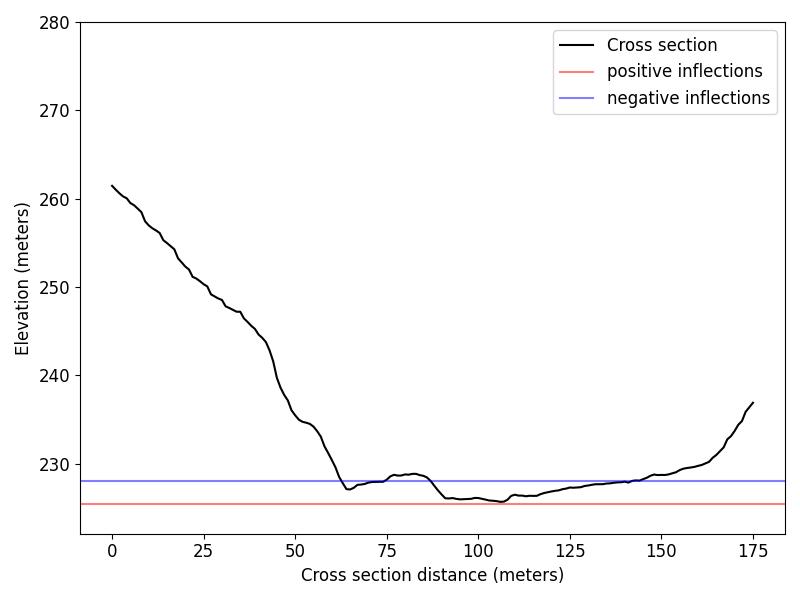 280
270
260
250
240
230
Elevation (meters)
0 25 50 75 100 125 150 175
Cross section distance (meters)
Cross section
positive inflections
negative inflections